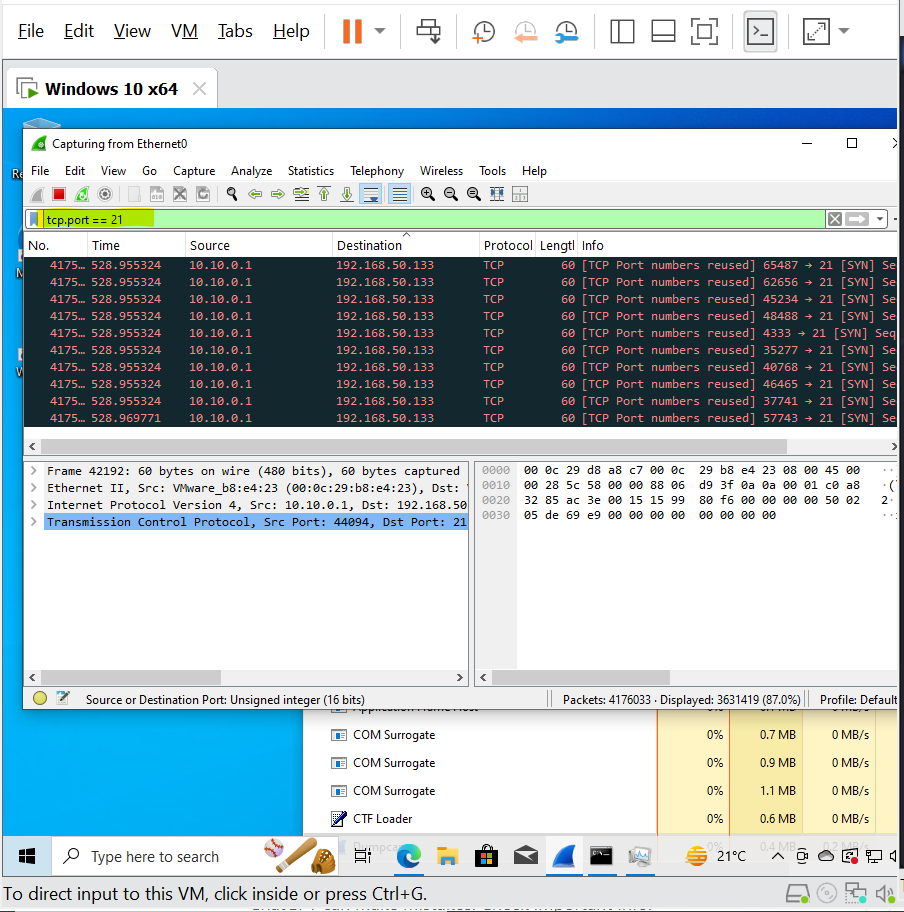 File Edit View VM Tabs Help
Windows 10 x64
Capturing from Ethernet0
File Edit View Go Capture Analyze Statistics Telephony Wireless Tools Help
tcp.port == 21
No. Time Source Destination Protocol Lengtl Info
4175… 528.955324 10.10.0.1 192.168.50.133 TCP 60 [TCP Port numbers reused] 65487 → 21 [SYN] Se
4175… 528.955324 10.10.0.1 192.168.50.133 TCP 60 [TCP Port numbers reused] 62656 → 21 [SYN] Se
4175… 528.955324 10.10.0.1 192.168.50.133 TCP 60 [TCP Port numbers reused] 45234 → 21 [SYN] Se
4175… 528.955324 10.10.0.1 192.168.50.133 TCP 60 [TCP Port numbers reused] 48488 → 21 [SYN] Se
4175… 528.955324 10.10.0.1 192.168.50.133 TCP 60 [TCP Port numbers reused] 4333 → 21 [SYN] Seq
4175… 528.955324 10.10.0.1 192.168.50.133 TCP 60 [TCP Port numbers reused] 35277 → 21 [SYN] Se
4175… 528.955324 10.10.0.1 192.168.50.133 TCP 60 [TCP Port numbers reused] 40768 → 21 [SYN] Se
4175… 528.955324 10.10.0.1 192.168.50.133 TCP 60 [TCP Port numbers reused] 46465 → 21 [SYN] Se
4175… 528.955324 10.10.0.1 192.168.50.133 TCP 60 [TCP Port numbers reused] 37741 → 21 [SYN] Se
4175… 528.969771 10.10.0.1 192.168.50.133 TCP 60 [TCP Port numbers reused] 57743 → 21 [SYN] Se
Frame 42192: 60 bytes on wire (480 bits), 60 bytes captured
Ethernet II, Src: VMware_b8:e4:23 (00:0c:29:b8:e4:23), Dst:
Internet Protocol Version 4, Src: 10.10.0.1, Dst: 192.168.50
Transmission Control Protocol, Src Port: 44094, Dst Port: 21
0000 00 0c 29 d8 a8 c7 00 0c 29 b8 e4 23 08 00 45 00 ··
0010 00 28 5c 58 00 00 88 06 d9 3f 0a 0a 00 01 c0 a8 ·(
0020 32 85 ac 3e 00 15 15 99 80 f6 00 00 00 00 50 02 2·
0030 05 de 69 e9 00 00 00 00 00 00 00 00 ··
Source or Destination Port: Unsigned integer (16 bits)
Packets: 4176033 · Displayed: 3631419 (87.0%)
Profile: Default
COM Surrogate 0% 0.7 MB 0 MB/s
COM Surrogate 0% 0.9 MB 0 MB/s
COM Surrogate 0% 1.1 MB 0 MB/s
CTF Loader 0% 0.6 MB 0 MB/s
Dumpcap 0% 0.4 MB 0.2 MB/s
Type here to search
21°C
To direct input to this VM, click inside or press Ctrl+G.